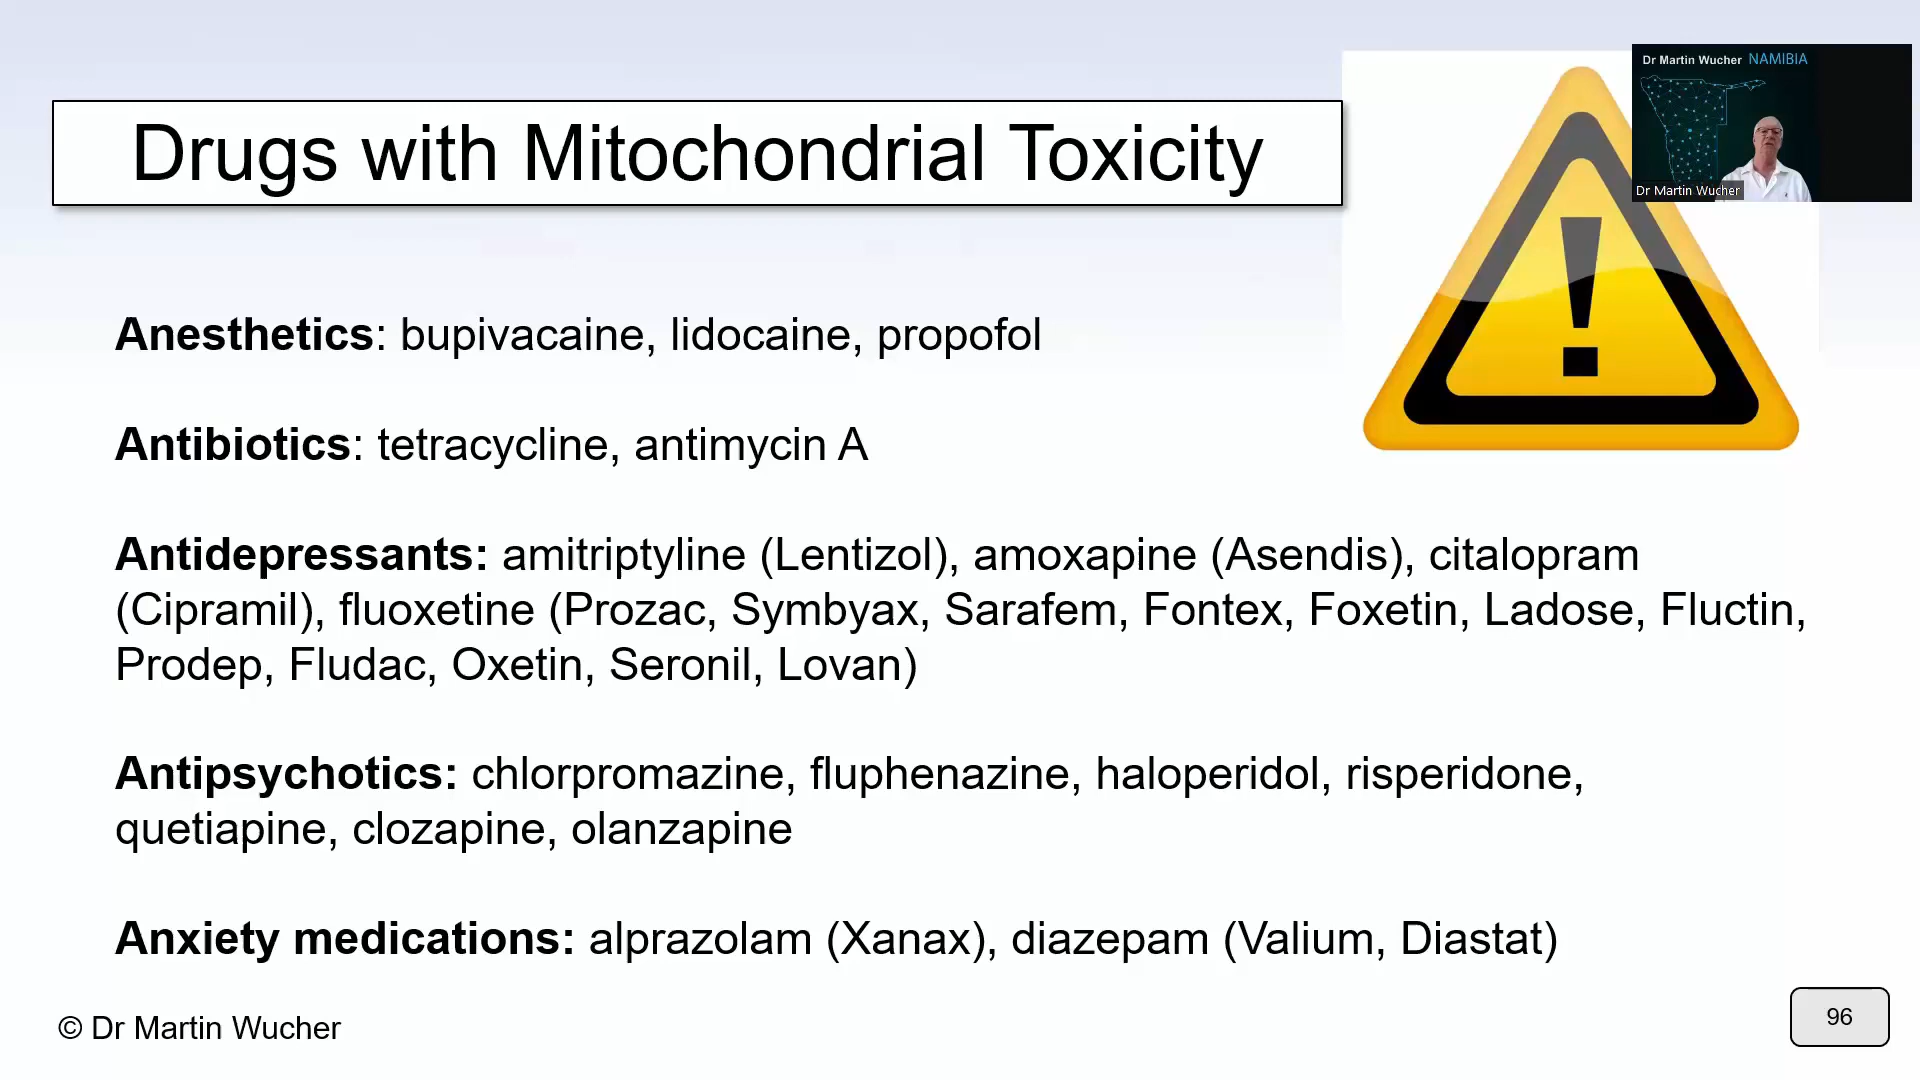 Dr Martin Wucher NAMIBIA
Dr Martin Wucher
Drugs with Mitochondrial Toxicity
!
Anesthetics: bupivacaine, lidocaine, propofol
Antibiotics: tetracycline, antimycin A
Antidepressants: amitriptyline (Lentizol), amoxapine (Asendis), citalopram
(Cipramil), fluoxetine (Prozac, Symbyax, Sarafem, Fontex, Foxetin, Ladose, Fluctin,
Prodep, Fludac, Oxetin, Seronil, Lovan)
Antipsychotics: chlorpromazine, fluphenazine, haloperidol, risperidone,
quetiapine, clozapine, olanzapine
Anxiety medications: alprazolam (Xanax), diazepam (Valium, Diastat)
© Dr Martin Wucher
96